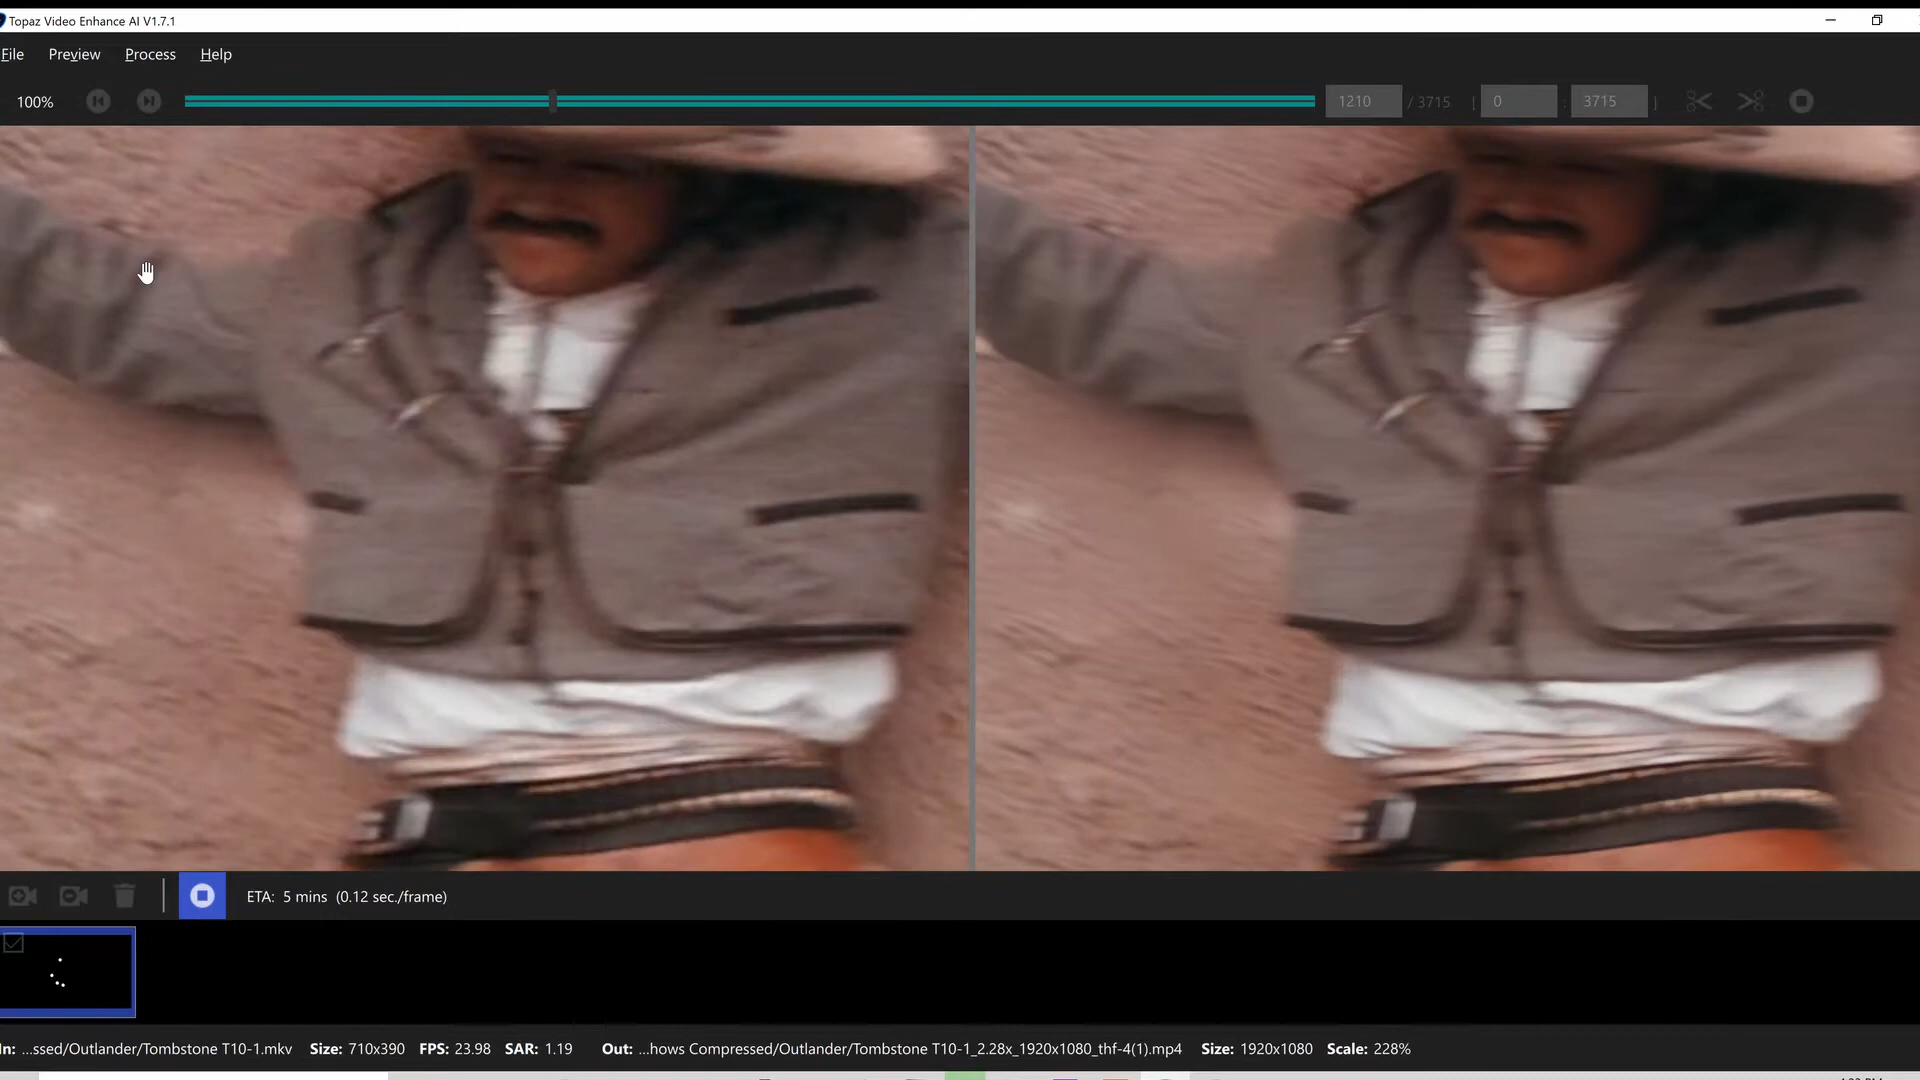 Topaz Video Enhance AI V1.7.1
File Preview Process Help
100% 1210 / 3715 [ 0 : 3715 ]
ETA: 5 mins (0.12 sec./frame)
In: ...ssed/Outlander/Tombstone T10-1.mkv Size: 710x390 FPS: 23.98 SAR: 1.19 Out: ...hows Compressed/Outlander/Tombstone T10-1_2.28x_1920x1080_thf-4(1).mp4 Size: 1920x1080 Scale: 228%